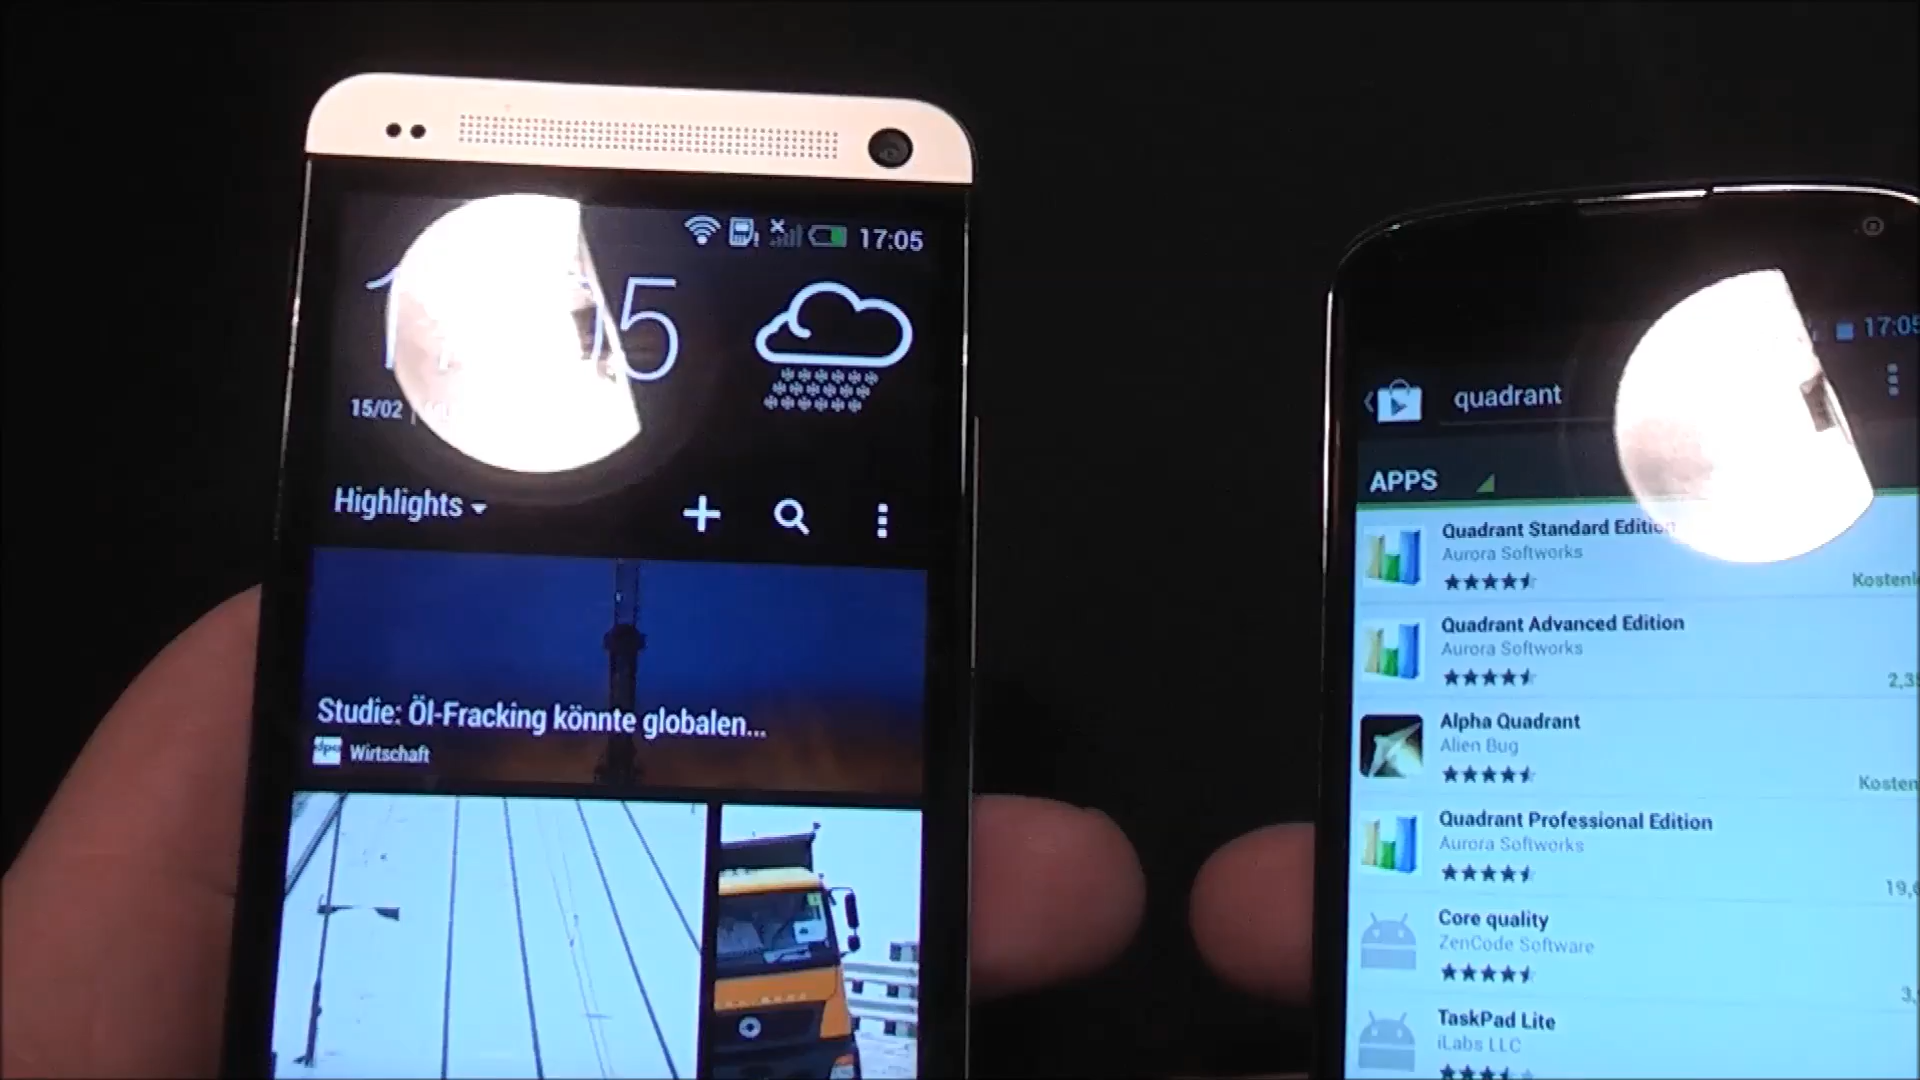 17:05
15/02
Highlights
Studie: Öl-Fracking könnte globalen...
dpa Wirtschaft
17:05
quadrant
APPS
Quadrant Standard Edition
Aurora Softworks
Quadrant Advanced Edition
Aurora Softworks
Alpha Quadrant
Alien Bug
Quadrant Professional Edition
Aurora Softworks
Core quality
ZenCode Software
TaskPad Lite
iLabs LLC